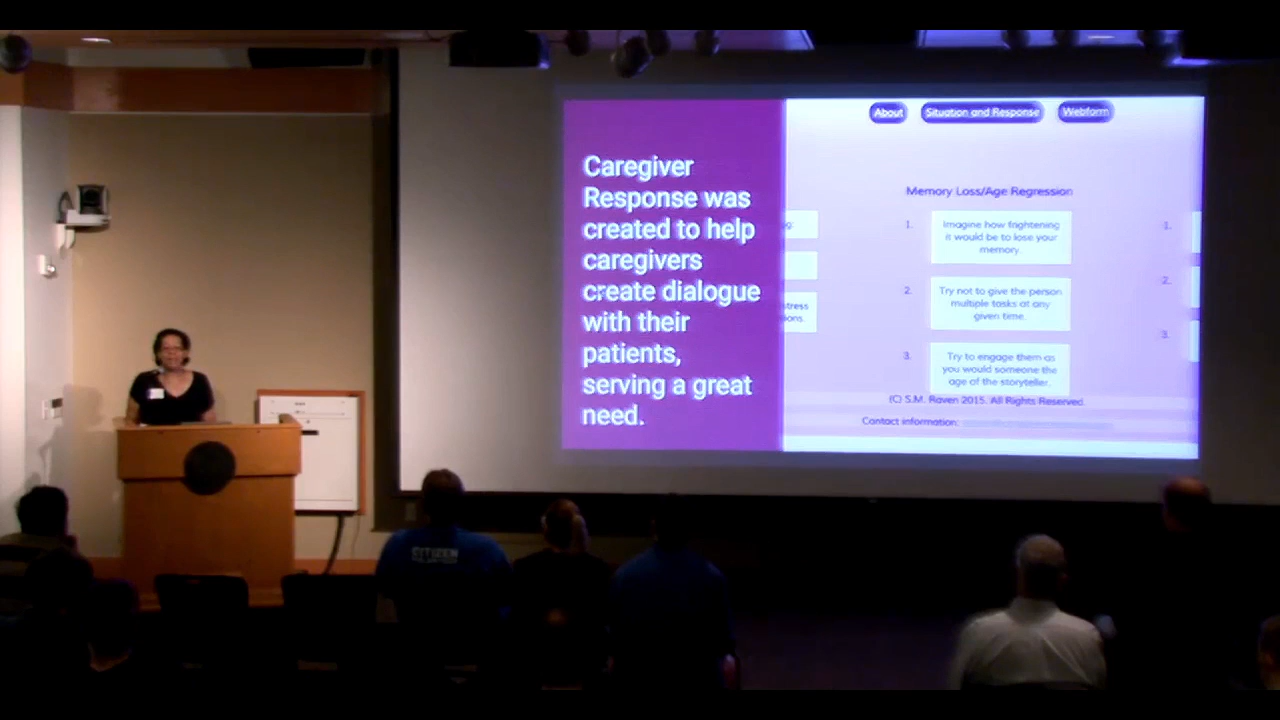 About
Situation and Response
Webform
Caregiver
Response was
created to help
caregivers
create dialogue
with their
patients,
serving a great
need.
Memory Loss/Age Regression
1.
Imagine how frightening
it would be to lose your
memory.
2.
Try not to give the person
multiple tasks at any
given time.
3.
Try to engage them as
you would someone the
age of the storyteller.
1.
2.
3.
(C) S.M. Raven 2015. All Rights Reserved.
Contact information:
CITIZEN